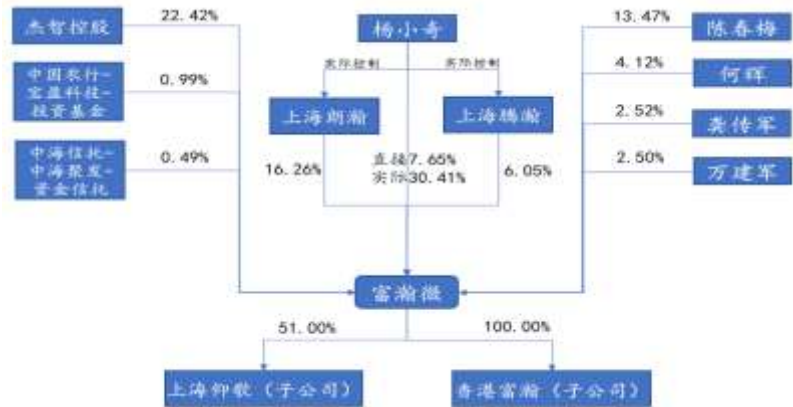 杰智控股
22.42%
杨小奇
13.47%
陈春梅
中国农行-
宝盈科技-
投资基金
0.99%
实际控制
实际控制
4.12%
何辉
上海朗瀚
上海腾瀚
2.52%
龚传军
中海信托-
中海聚发-
资金信托
0.49%
16.26%
直接7.65%
实际30.41%
6.05%
2.50%
万建军
富瀚微
51.00%
100.00%
上海仰歌（子公司）
香港富瀚（子公司）